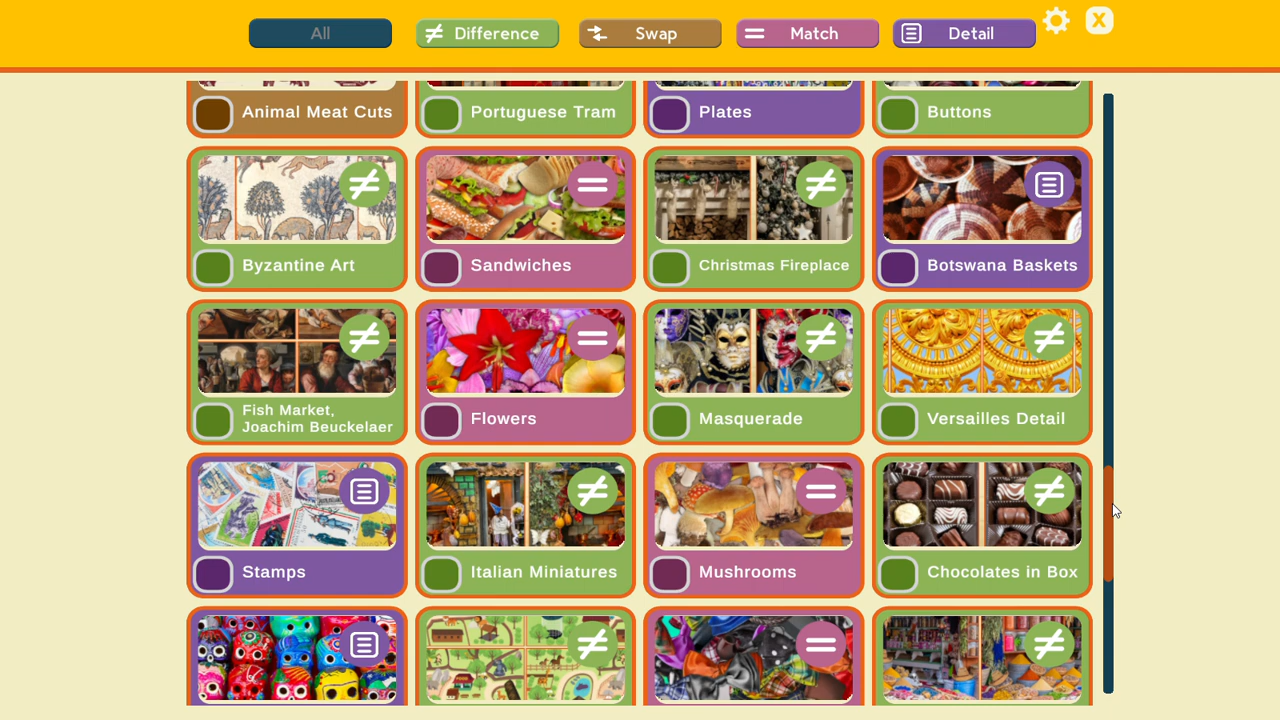 All
Difference
Swap
Match
Detail
X
Animal Meat Cuts
Portuguese Tram
Plates
Buttons
Byzantine Art
Sandwiches
Christmas Fireplace
Botswana Baskets
Fish Market,
Joachim Beuckelaer
Flowers
Masquerade
Versailles Detail
Stamps
Italian Miniatures
Mushrooms
Chocolates in Box